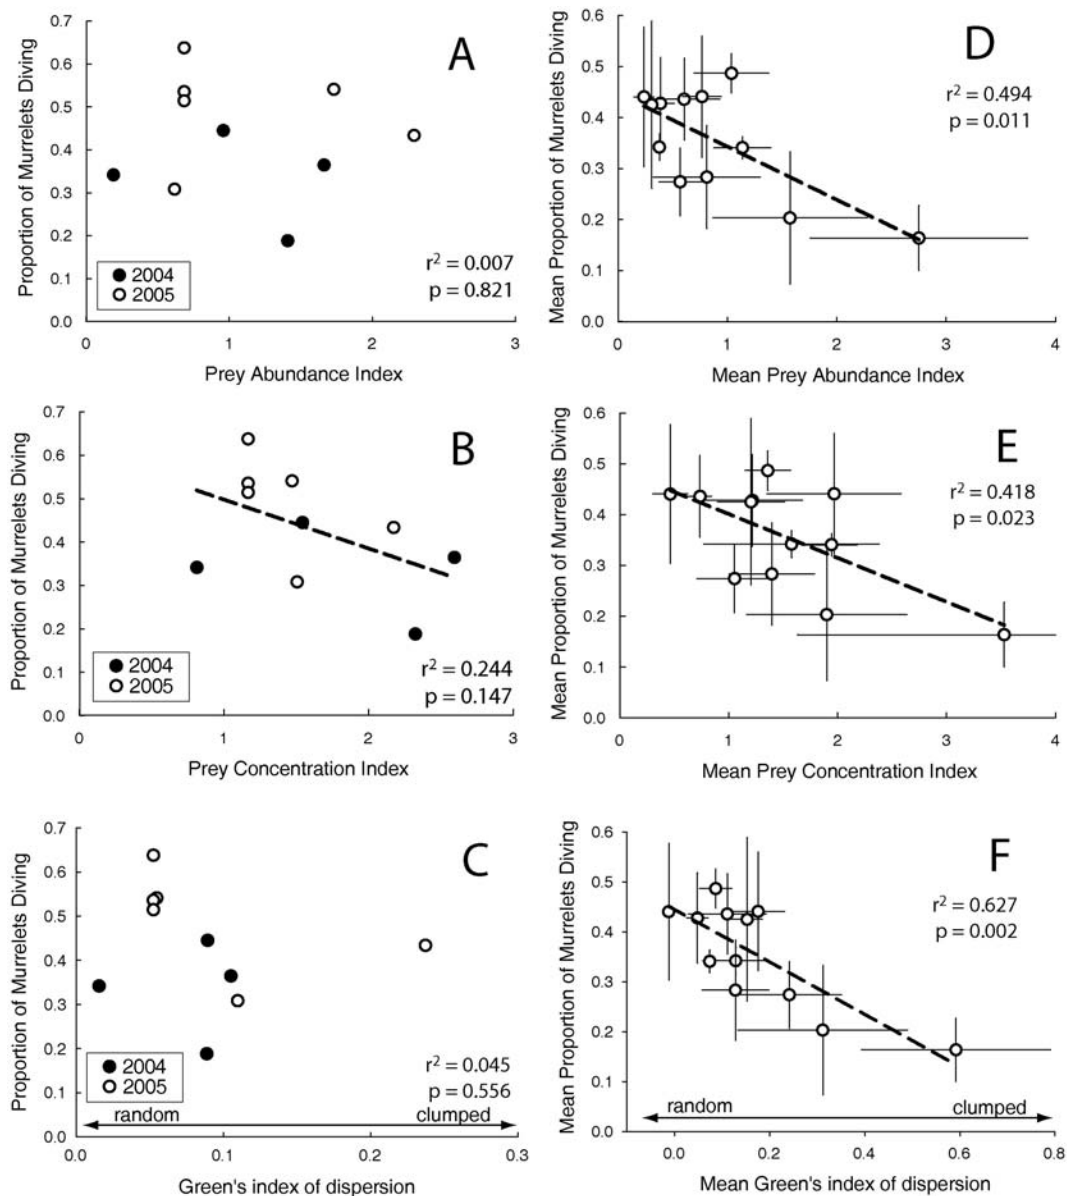 A
Proportion of Murrelets Diving
0.7
0.6
0.5
0.4
0.3
0.2
0.1
0.0
2004
2005
r² = 0.007
p = 0.821
0
1
2
3
Prey Abundance Index
D
Mean Proportion of Murrelets Diving
0.6
0.5
0.4
0.3
0.2
0.1
0.0
r² = 0.494
p = 0.011
0
1
2
3
4
Mean Prey Abundance Index
B
Proportion of Murrelets Diving
0.7
0.6
0.5
0.4
0.3
0.2
0.1
0.0
2004
2005
r² = 0.244
p = 0.147
0
1
2
3
Prey Concentration Index
E
Mean Proportion of Murrelets Diving
0.6
0.5
0.4
0.3
0.2
0.1
0.0
r² = 0.418
p = 0.023
0
1
2
3
4
Mean Prey Concentration Index
C
Proportion of Murrelets Diving
0.7
0.6
0.5
0.4
0.3
0.2
0.1
0.0
2004
2005
r² = 0.045
p = 0.556
random
clumped
0.0
0.1
0.2
0.3
Green's index of dispersion
F
Mean Proportion of Murrelets Diving
0.6
0.5
0.4
0.3
0.2
0.1
0.0
r² = 0.627
p = 0.002
random
clumped
0.0
0.2
0.4
0.6
0.8
Mean Green's index of dispersion